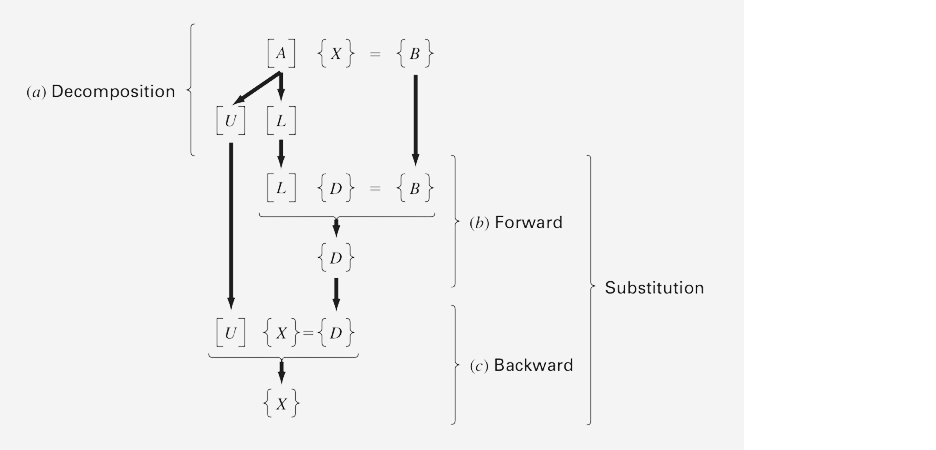 [A] {X} = {B}
(a) Decomposition
[U] [L]
[L] {D} = {B}
(b) Forward
{D}
Substitution
[U] {X}={D}
(c) Backward
{X}